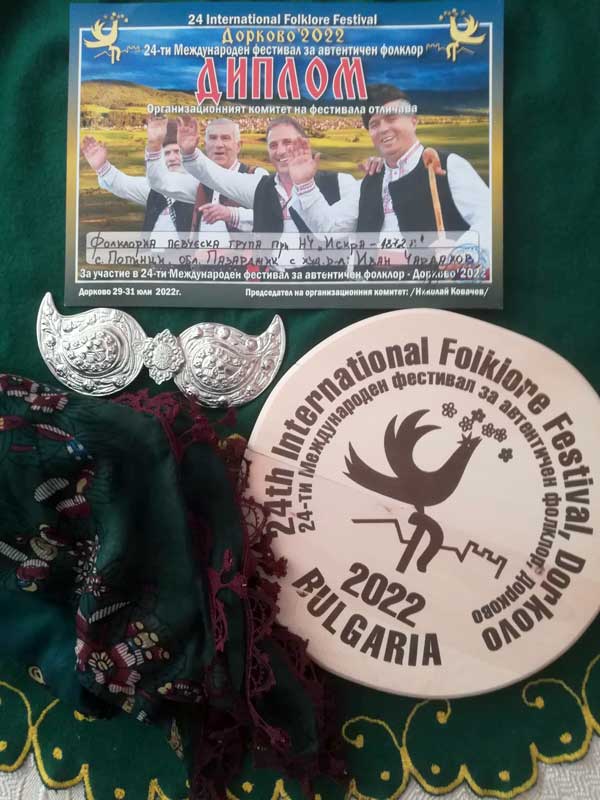 24 International Folklore Festival
Дорково'2022
24-ти Международен фестивал за автентичен фолклор
ДИПЛОМ
Организационният комитет на фестивала отличава
Фолклорна певческа група при НЧ „Искра - 1872 г."
с. Попинци, обл. Пазарджик с худ. р-л: Иван Чардаков
За участие в 24-ти Международен фестивал за автентичен фолклор - Дорково'2022
Дорково 29-31 юли 2022г.
Председател на организационния комитет: /Николай Ковачев/
24th International Folklore Festival, Dorkovo
24-ти Международен фестивал за автентичен фолклор, дорково
2022
BULGARIA